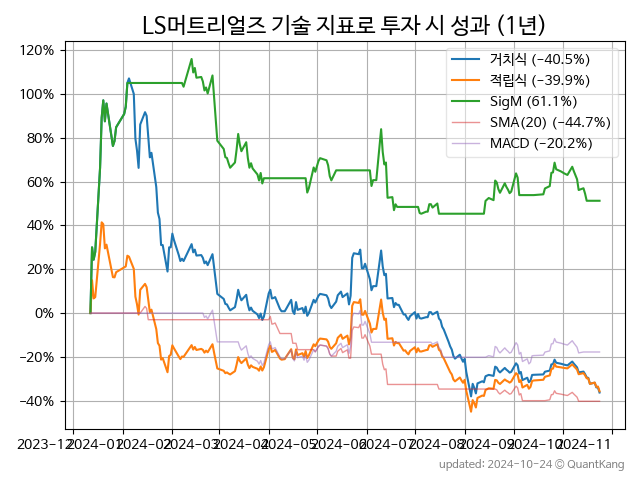 LS머트리얼즈 기술 지표로 투자 시 성과 (1년)
120%
100%
80%
60%
40%
20%
0%
−20%
−40%
거치식 (−40.5%)
적립식 (−39.9%)
SigM (61.1%)
SMA(20) (−44.7%)
MACD (−20.2%)
2023-12 2024-01 2024-02 2024-03 2024-04 2024-05 2024-06 2024-07 2024-08 2024-09 2024-10 2024-11
updated: 2024-10-24 ⓒ QuantKang